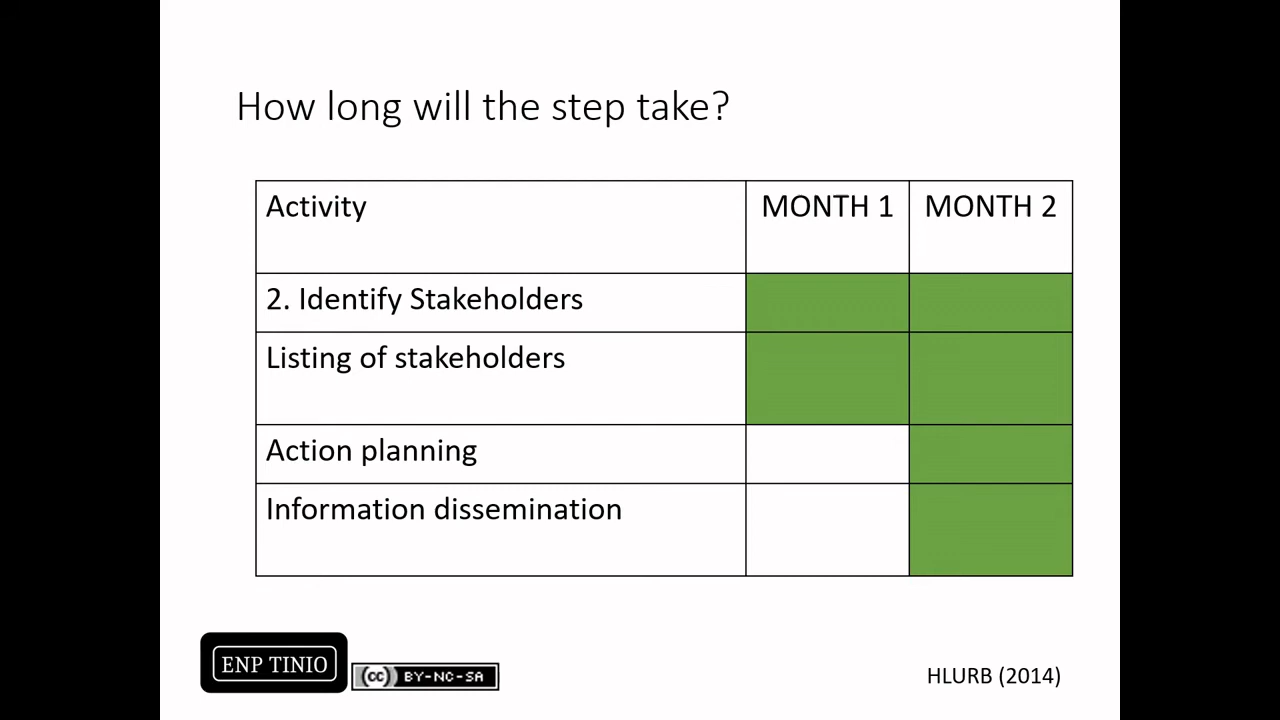 How long will the step take?
Activity MONTH 1 MONTH 2
2. Identify Stakeholders
Listing of stakeholders
Action planning
Information dissemination
ENP TINIO
cc BY-NC-SA
HLURB (2014)